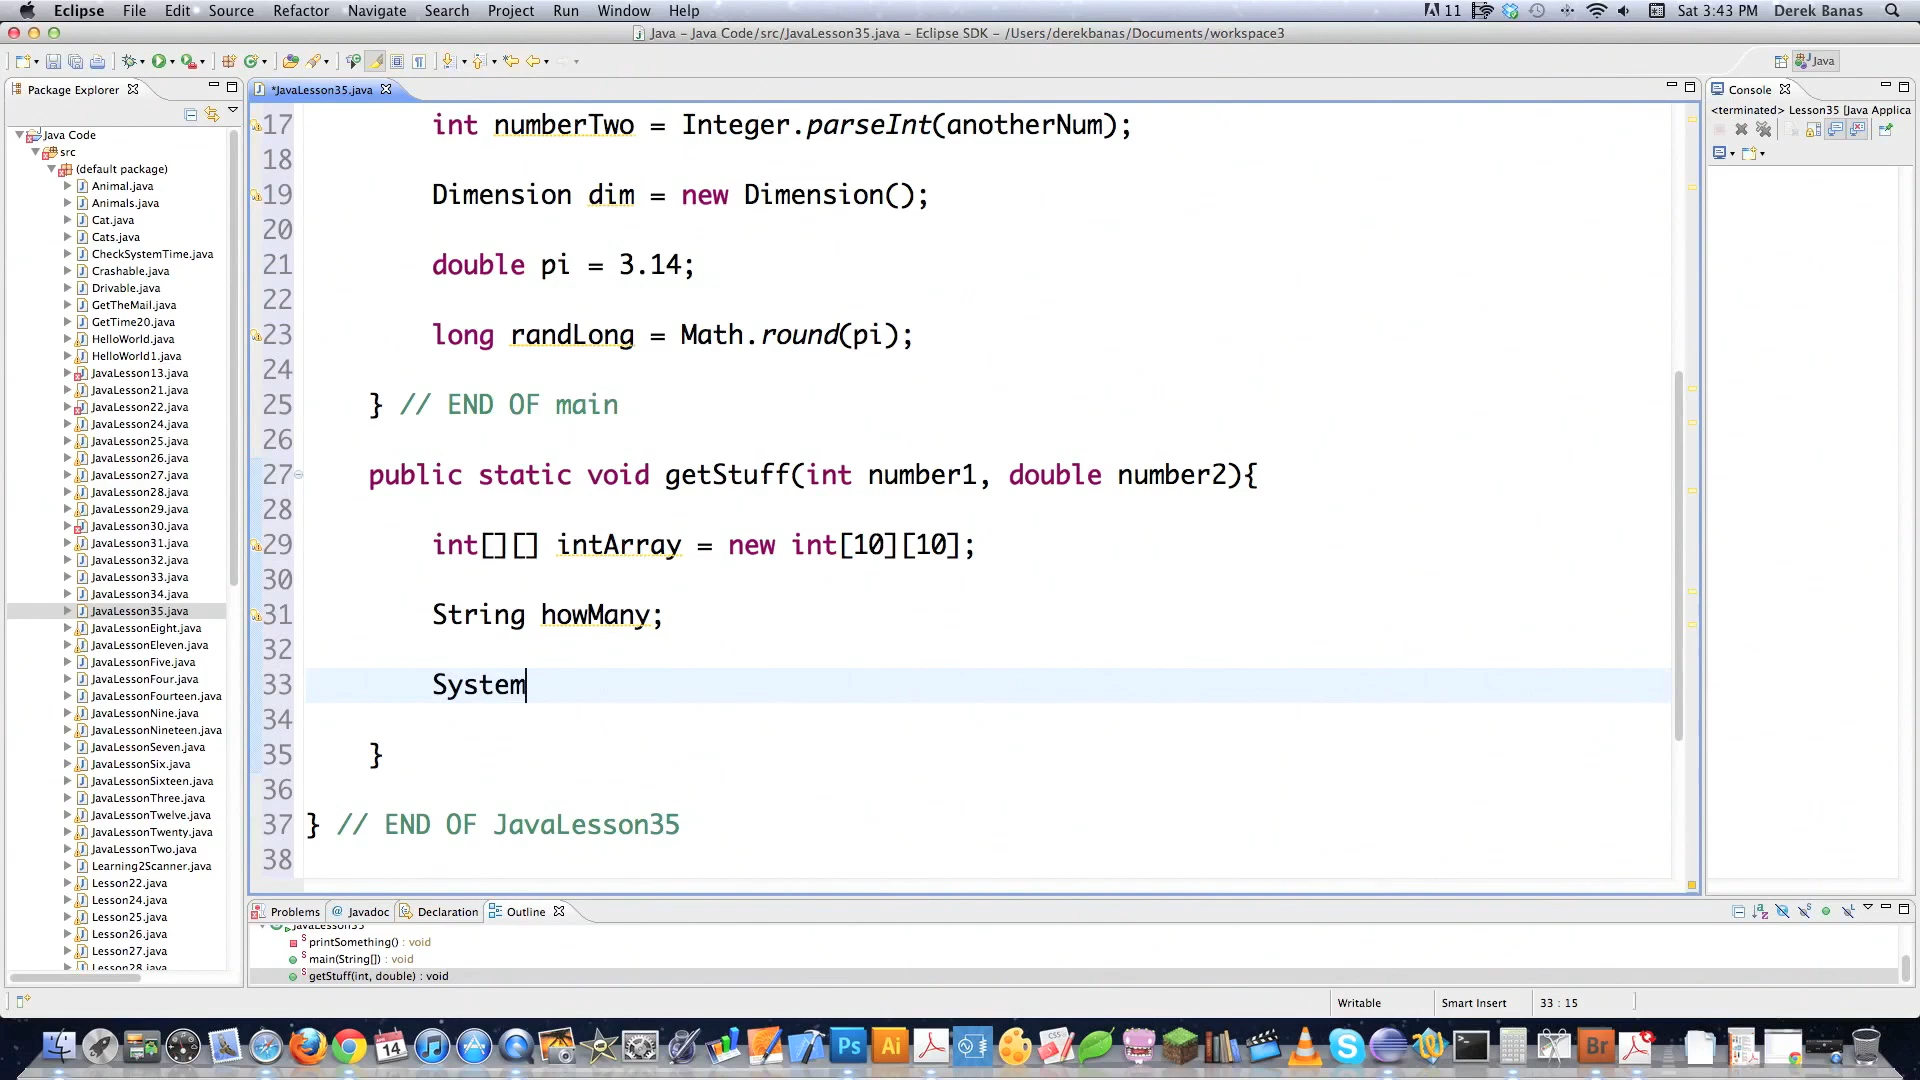 Eclipse File Edit Source Refactor Navigate Search Project Run Window Help
11 Sat 3:43 PM Derek Banas
Java – Java Code/src/JavaLesson35.java – Eclipse SDK – /Users/derekbanas/Documents/workspace3
Java
Package Explorer
Java Code
src
(default package)
Animal.java
Animals.java
Cat.java
Cats.java
CheckSystemTime.java
Crashable.java
Drivable.java
GetTheMail.java
GetTime20.java
HelloWorld.java
HelloWorld1.java
JavaLesson13.java
JavaLesson21.java
JavaLesson22.java
JavaLesson24.java
JavaLesson25.java
JavaLesson26.java
JavaLesson27.java
JavaLesson28.java
JavaLesson29.java
JavaLesson30.java
JavaLesson31.java
JavaLesson32.java
JavaLesson33.java
JavaLesson34.java
JavaLesson35.java
JavaLessonEight.java
JavaLessonEleven.java
JavaLessonFive.java
JavaLessonFour.java
JavaLessonFourteen.java
JavaLessonNine.java
JavaLessonNineteen.java
JavaLessonSeven.java
JavaLessonSix.java
JavaLessonSixteen.java
JavaLessonThree.java
JavaLessonTwelve.java
JavaLessonTwenty.java
JavaLessonTwo.java
Learning2Scanner.java
Lesson22.java
Lesson24.java
Lesson25.java
Lesson26.java
Lesson27.java
Lesson28.java
*JavaLesson35.java
17 int numberTwo = Integer.parseInt(anotherNum);
18
19 Dimension dim = new Dimension();
20
21 double pi = 3.14;
22
23 long randLong = Math.round(pi);
24
25 } // END OF main
26
27 public static void getStuff(int number1, double number2){
28
29 int[][] intArray = new int[10][10];
30
31 String howMany;
32
33 System
34
35 }
36
37 } // END OF JavaLesson35
38
Console
<terminated> Lesson35 [Java Applica
Problems @ Javadoc Declaration Outline
JavaLesson35
printSomething() : void
main(String[]) : void
getStuff(int, double) : void
Writable Smart Insert 33 : 15
14 Ps Ai Br